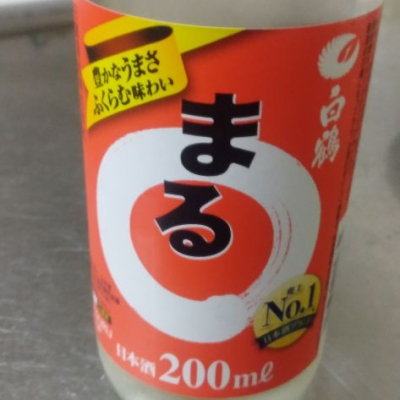 豊かなうまさ
ふくらむ味わい
白鶴
まる
売上
No.1
日本酒
200ml